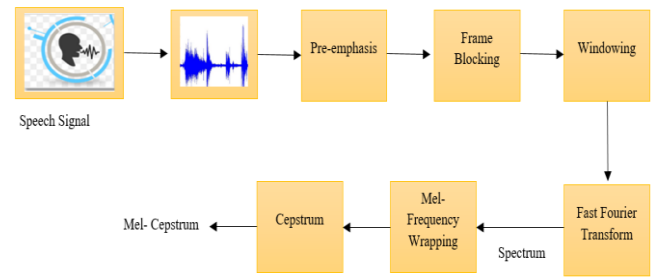 Speech Signal
Pre-emphasis
Frame
Blocking
Windowing
Fast Fourier
Transform
Spectrum
Mel-
Frequency
Wrapping
Cepstrum
Mel- Cepstrum